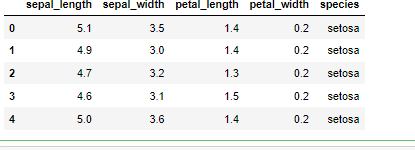 sepal_length sepal_width petal_length petal_width species
0 5.1 3.5 1.4 0.2 setosa
1 4.9 3.0 1.4 0.2 setosa
2 4.7 3.2 1.3 0.2 setosa
3 4.6 3.1 1.5 0.2 setosa
4 5.0 3.6 1.4 0.2 setosa